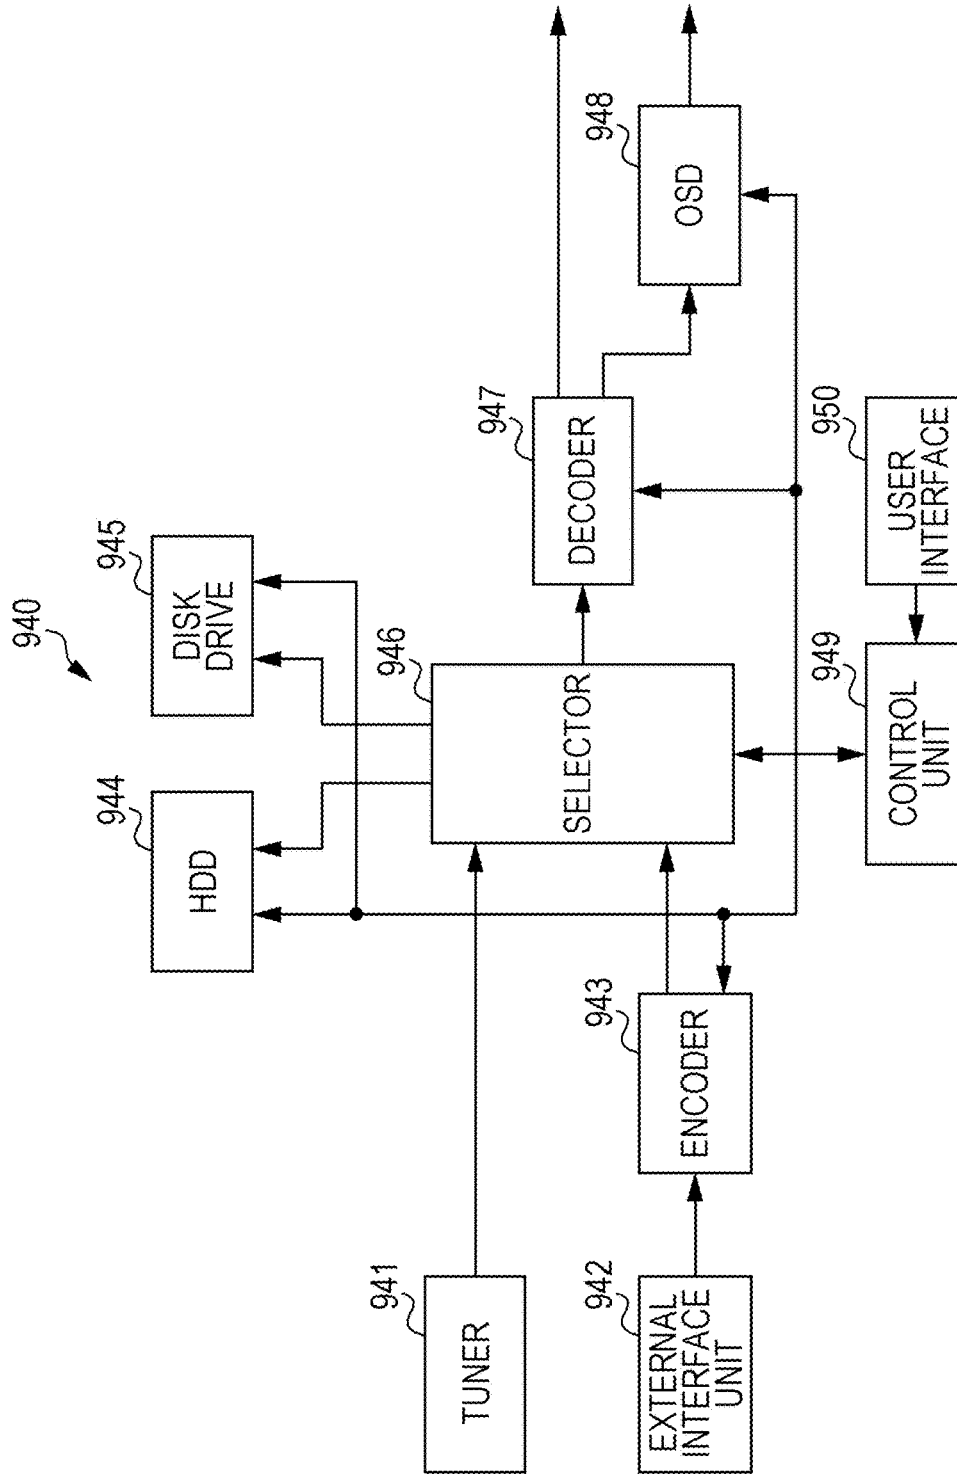 940
944
HDD
945
DISK
DRIVE
941
TUNER
946
SELECTOR
947
DECODER
942
EXTERNAL
INTERFACE
UNIT
943
ENCODER
948
OSD
949
CONTROL
UNIT
950
USER
INTERFACE